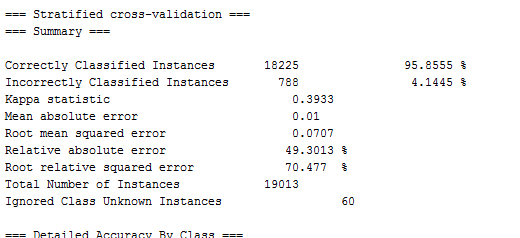 === Stratified cross-validation ===
=== Summary ===
Correctly Classified Instances 18225 95.8555 %
Incorrectly Classified Instances 788 4.1445 %
Kappa statistic 0.3933
Mean absolute error 0.01
Root mean squared error 0.0707
Relative absolute error 49.3013 %
Root relative squared error 70.477 %
Total Number of Instances 19013
Ignored Class Unknown Instances 60
=== Detailed Accuracy By Class ===